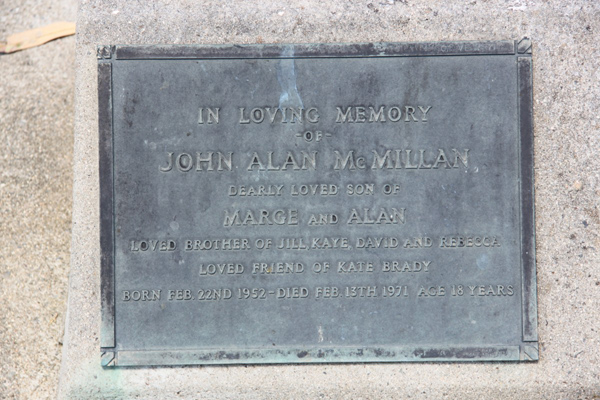 IN LOVING MEMORY
-OF-
JOHN ALAN McMILLAN
DEARLY LOVED SON OF
MARGE AND ALAN
LOVED BROTHER OF JILL, KAYE, DAVID AND REBECCA
LOVED FRIEND OF KATE BRADY
BORN FEB. 22ND 1952-DIED FEB. 13TH 1971 AGE 18 YEARS